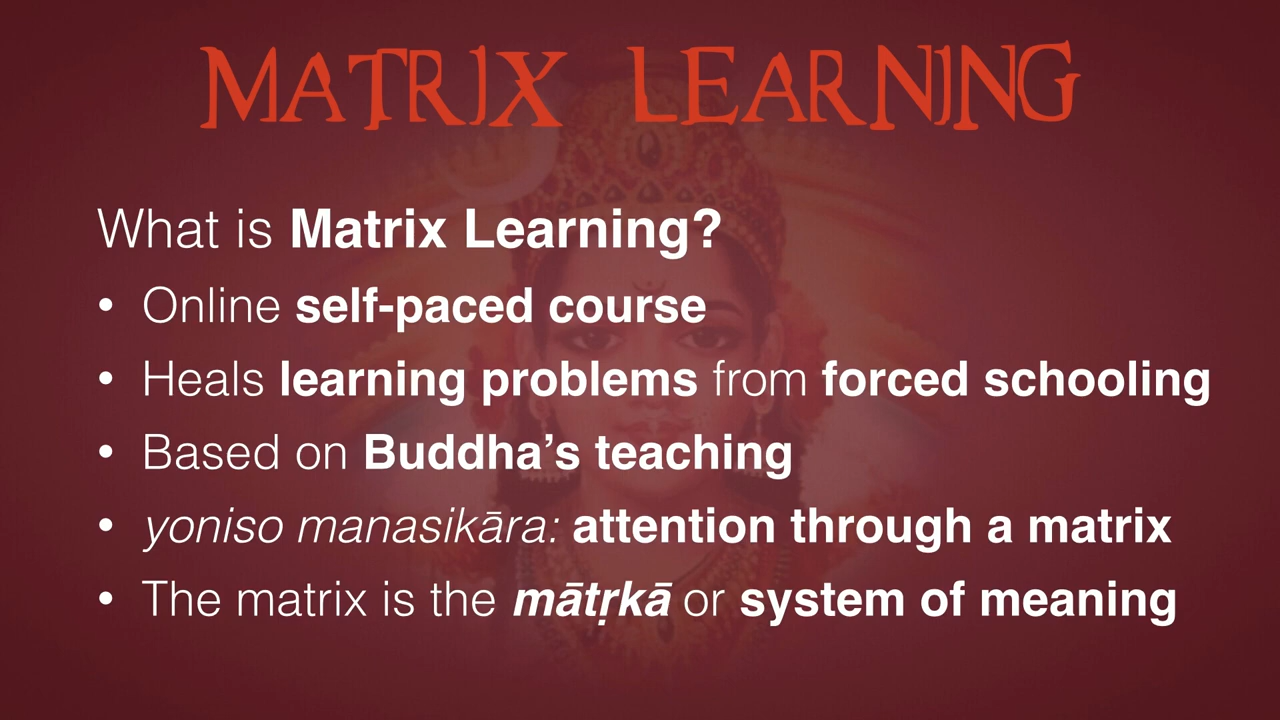 MATRIX LEARNING
What is Matrix Learning?
• Online self-paced course
• Heals learning problems from forced schooling
• Based on Buddha’s teaching
• yoniso manasikāra: attention through a matrix
• The matrix is the mātṛkā or system of meaning